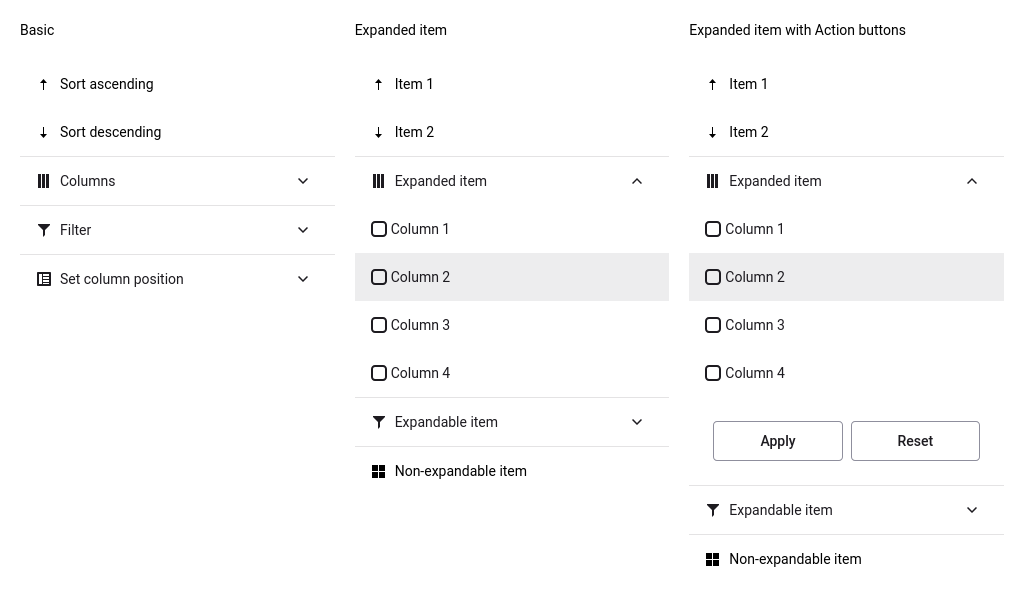 Basic
Sort ascending
Sort descending
Columns
Filter
Set column position
Expanded item
Item 1
Item 2
Expanded item
Column 1
Column 2
Column 3
Column 4
Expandable item
Non-expandable item
Expanded item with Action buttons
Item 1
Item 2
Expanded item
Column 1
Column 2
Column 3
Column 4
Apply
Reset
Expandable item
Non-expandable item